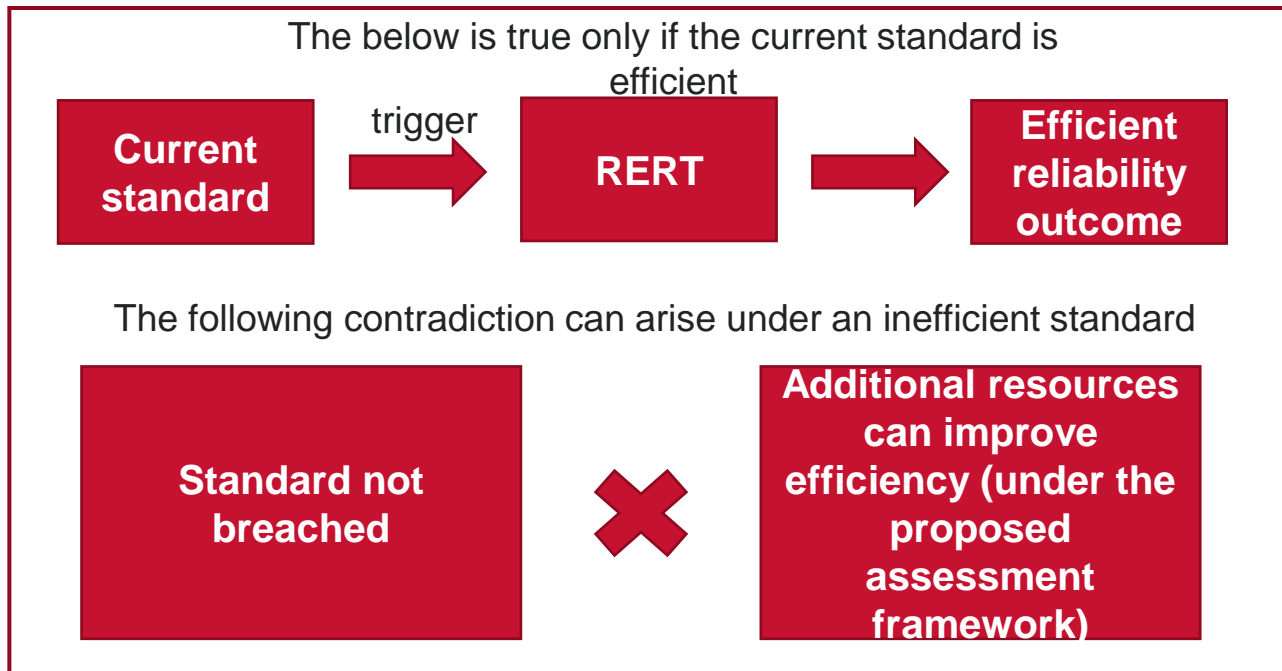 The below is true only if the current standard is
efficient
trigger
Current
standard
RERT
Efficient
reliability
outcome
The following contradiction can arise under an inefficient standard
Standard not
breached
Additional resources
can improve
efficiency (under the
proposed
assessment
framework)